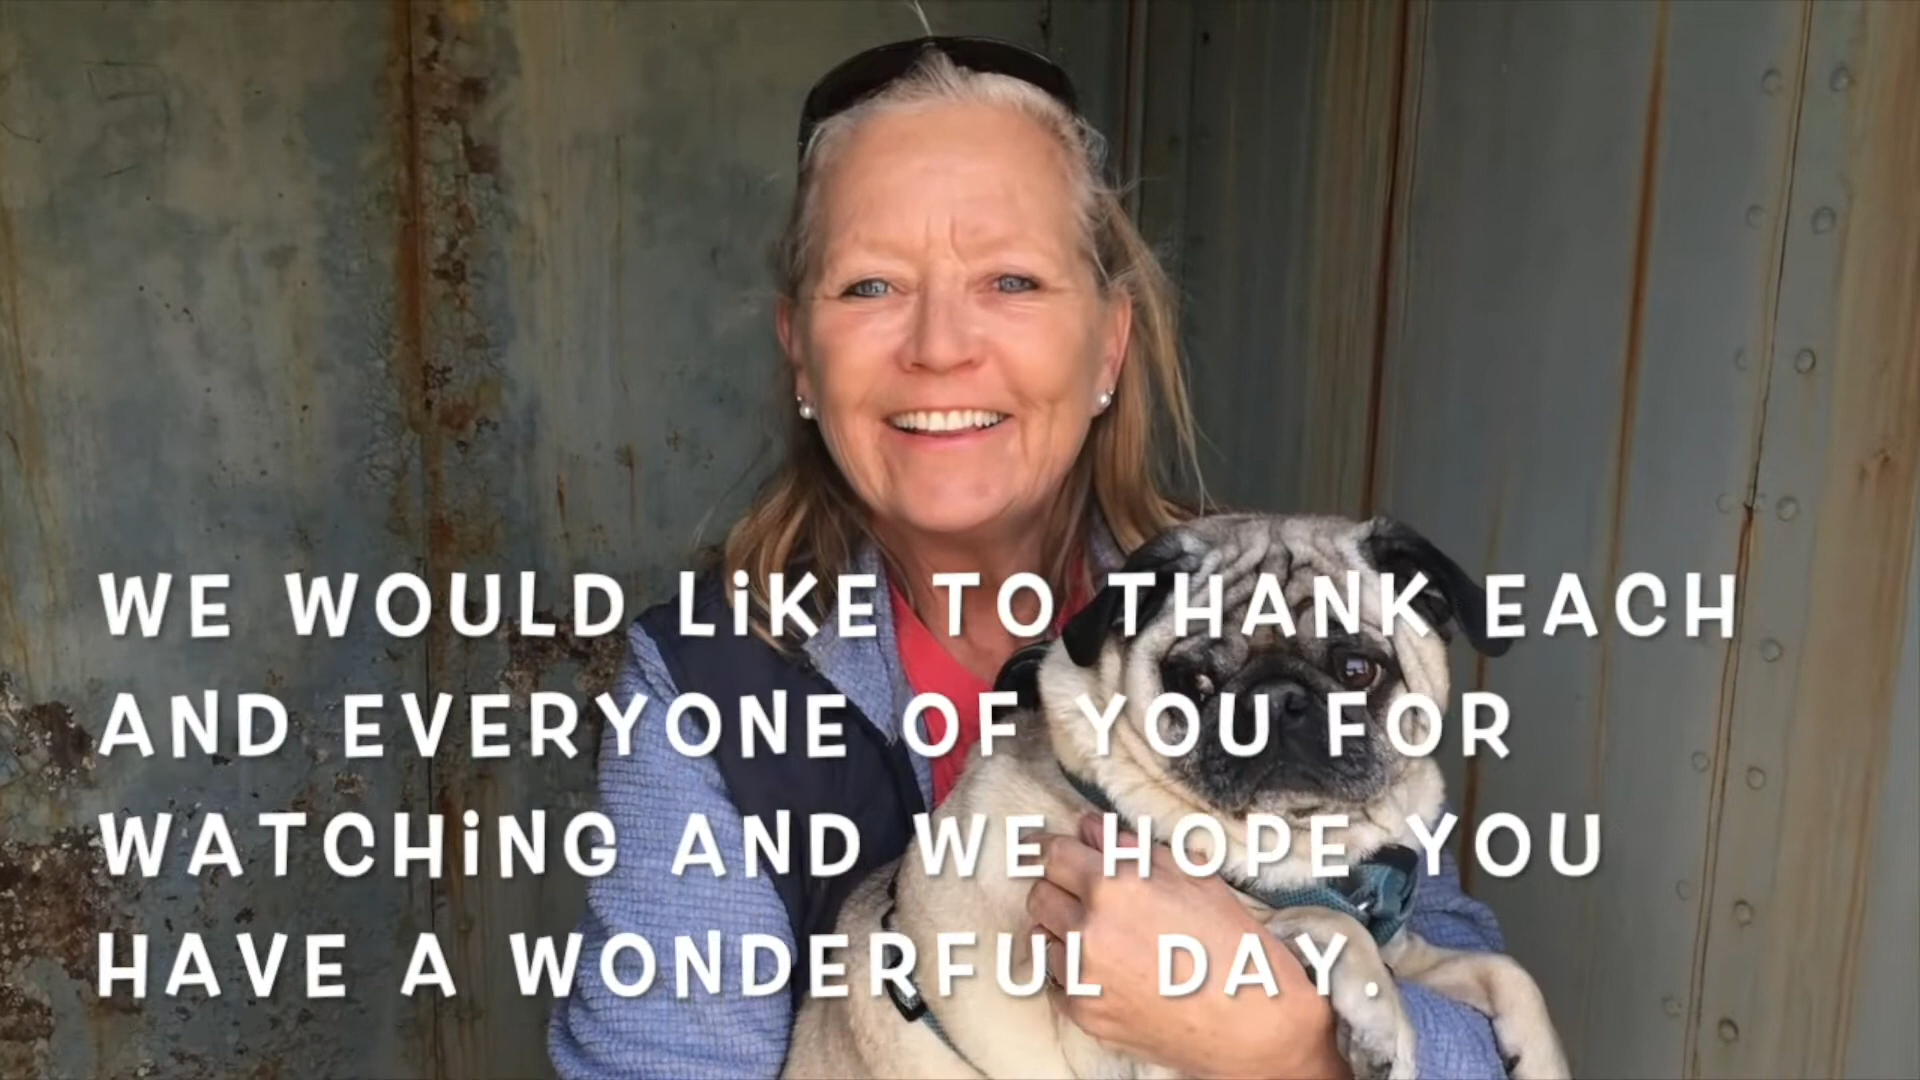 WE WOULD LiKE TO THANK EACH
AND EVERYONE OF YOU FOR
WATCHiNG AND WE HOPE YOU
HAVE A WONDERFUL DAY.